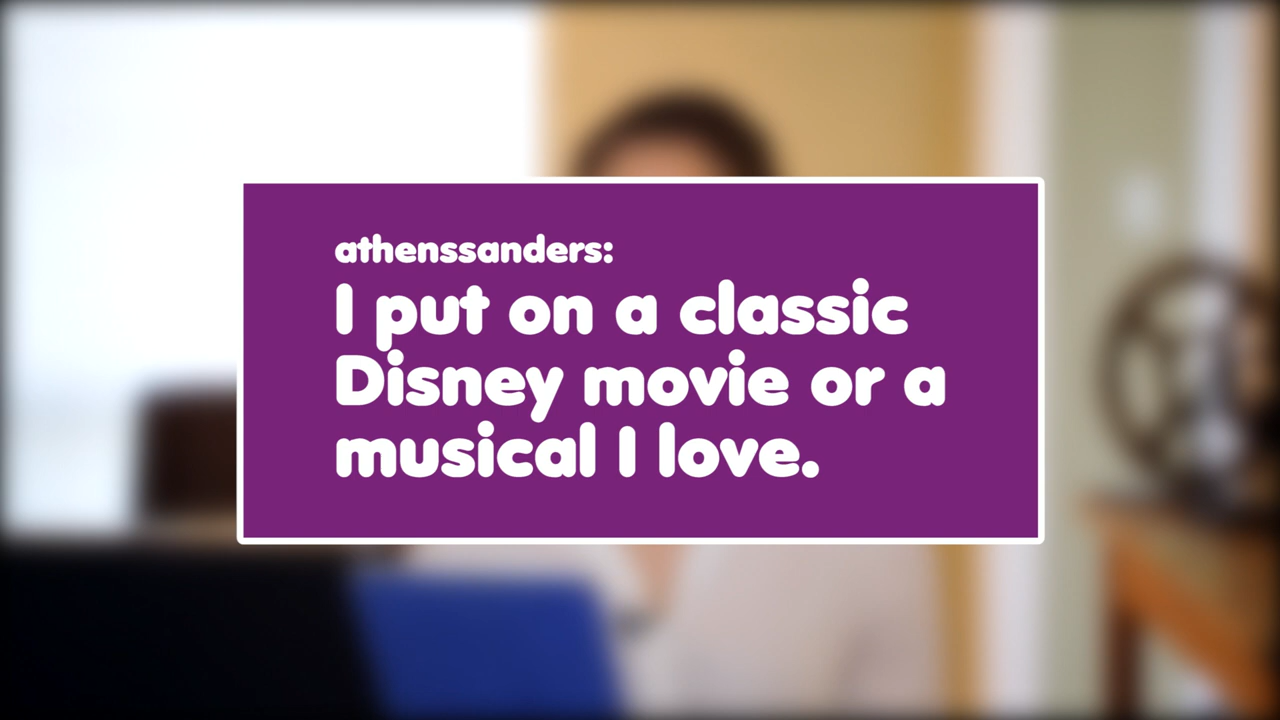 athenssanders:
I put on a classic
Disney movie or a
musical I love.